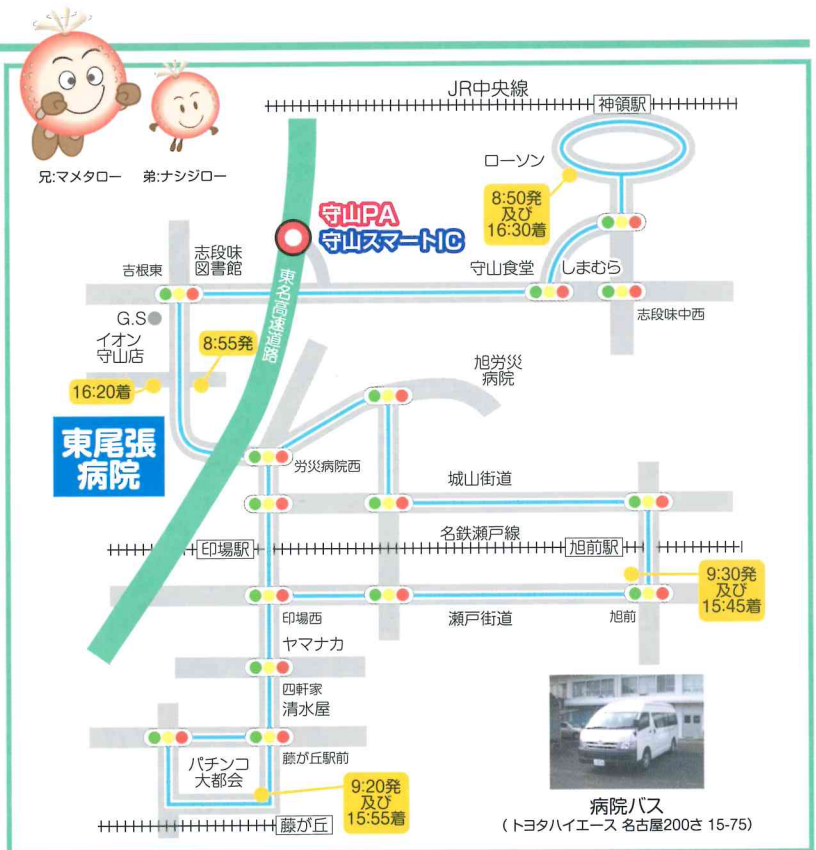 JR中央線
神領駅
兄:マメタロー
弟:ナシジロー
ローソン
8:50発
及び
16:30着
守山PA
守山スマートIC
志段味
図書館
吉根東
守山食堂
しまむら
東名高速道路
志段味中西
G.S
イオン
守山店
8:55発
16:20着
旭労災
病院
東尾張
病院
労災病院西
城山街道
名鉄瀬戸線
印場駅
旭前駅
9:30発
及び
15:45着
印場西
瀬戸街道
旭前
ヤマナカ
四軒家
清水屋
藤が丘駅前
パチンコ
大都会
9:20発
及び
15:55着
藤が丘
病院バス
(トヨタハイエース 名古屋200さ 15-75)